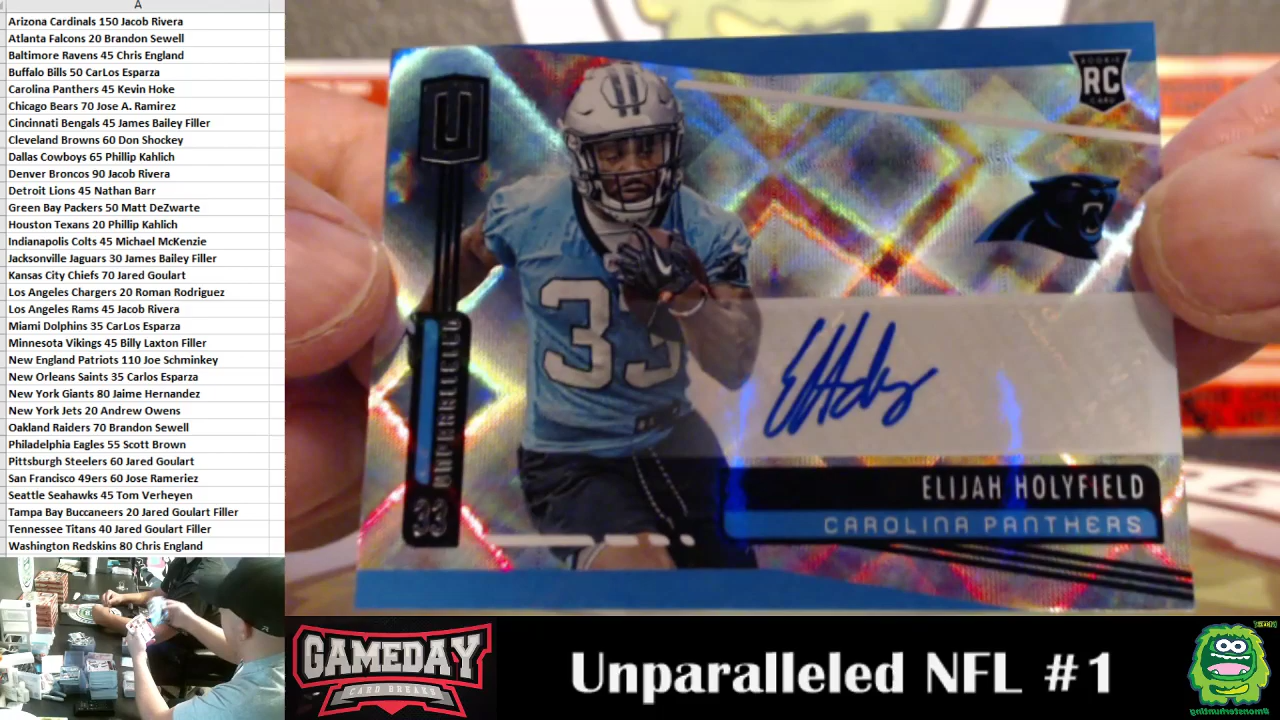 A
Arizona Cardinals 150 Jacob Rivera
Atlanta Falcons 20 Brandon Sewell
Baltimore Ravens 45 Chris England
Buffalo Bills 50 CarLos Esparza
Carolina Panthers 45 Kevin Hoke
Chicago Bears 70 Jose A. Ramirez
Cincinnati Bengals 45 James Bailey Filler
Cleveland Browns 60 Don Shockey
Dallas Cowboys 65 Phillip Kahlich
Denver Broncos 90 Jacob Rivera
Detroit Lions 45 Nathan Barr
Green Bay Packers 50 Matt DeZwarte
Houston Texans 20 Phillip Kahlich
Indianapolis Colts 45 Michael McKenzie
Jacksonville Jaguars 30 James Bailey Filler
Kansas City Chiefs 70 Jared Goulart
Los Angeles Chargers 20 Roman Rodriguez
Los Angeles Rams 45 Jacob Rivera
Miami Dolphins 35 CarLos Esparza
Minnesota Vikings 45 Billy Laxton Filler
New England Patriots 110 Joe Schminkey
New Orleans Saints 35 Carlos Esparza
New York Giants 80 Jaime Hernandez
New York Jets 20 Andrew Owens
Oakland Raiders 70 Brandon Sewell
Philadelphia Eagles 55 Scott Brown
Pittsburgh Steelers 60 Jared Goulart
San Francisco 49ers 60 Jose Rameriez
Seattle Seahawks 45 Tom Verheyen
Tampa Bay Buccaneers 20 Jared Goulart Filler
Tennessee Titans 40 Jared Goulart Filler
Washington Redskins 80 Chris England
U
UNPARALLELED
33
33
ROOKIE
RC
CARD
ELIJAH HOLYFIELD
CAROLINA PANTHERS
GAMEDAY
CARD BREAKS
Unparalleled NFL #1
#monsterhunting